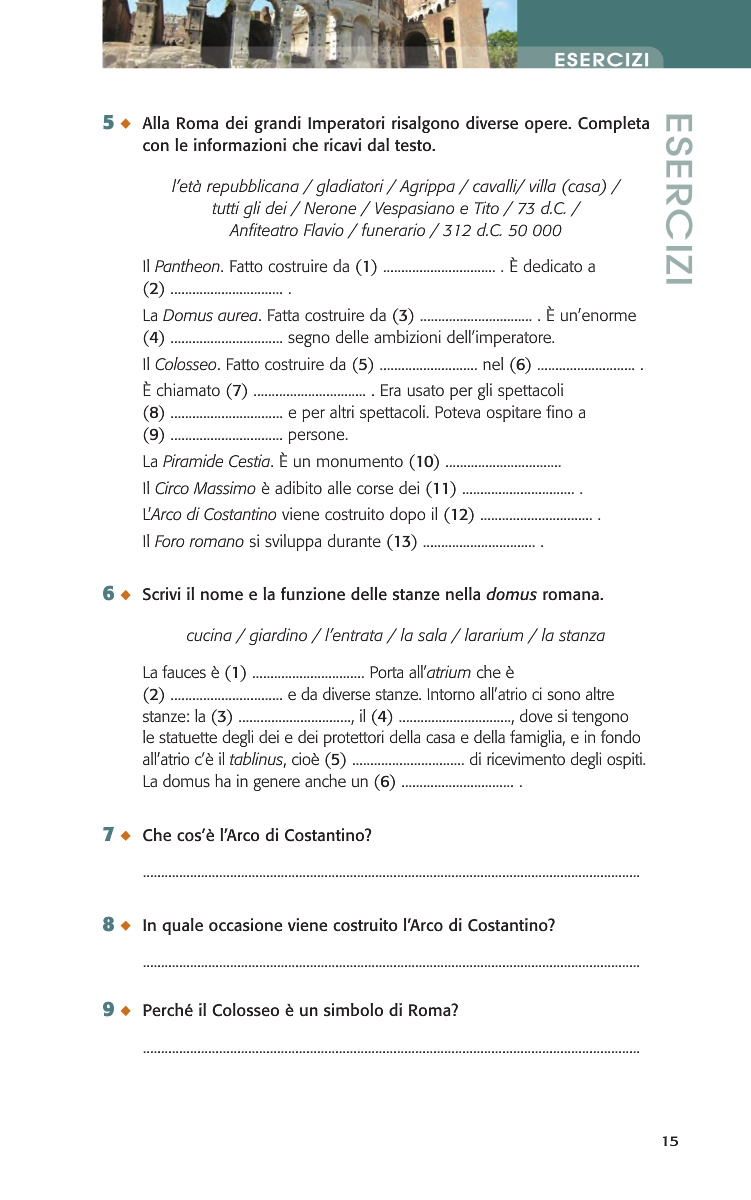 ESERCIZI
ESERCIZI
5 ◆ Alla Roma dei grandi Imperatori risalgono diverse opere. Completa
con le informazioni che ricavi dal testo.
l’età repubblicana / gladiatori / Agrippa / cavalli/ villa (casa) /
tutti gli dei / Nerone / Vespasiano e Tito / 73 d.C. /
Anfiteatro Flavio / funerario / 312 d.C. 50 000
Il Pantheon. Fatto costruire da (1) ............................... . È dedicato a
(2) ............................... .
La Domus aurea. Fatta costruire da (3) ............................... . È un’enorme
(4) ............................... segno delle ambizioni dell’imperatore.
Il Colosseo. Fatto costruire da (5) ........................... nel (6) ........................... .
È chiamato (7) ............................... . Era usato per gli spettacoli
(8) ............................... e per altri spettacoli. Poteva ospitare fino a
(9) ............................... persone.
La Piramide Cestia. È un monumento (10) ................................
Il Circo Massimo è adibito alle corse dei (11) ............................... .
L’Arco di Costantino viene costruito dopo il (12) ............................... .
Il Foro romano si sviluppa durante (13) ............................... .
6 ◆ Scrivi il nome e la funzione delle stanze nella domus romana.
cucina / giardino / l’entrata / la sala / lararium / la stanza
La fauces è (1) ............................... Porta all’atrium che è
(2) ............................... e da diverse stanze. Intorno all’atrio ci sono altre
stanze: la (3) ..............................., il (4) ..............................., dove si tengono
le statuette degli dei e dei protettori della casa e della famiglia, e in fondo
all’atrio c’è il tablinus, cioè (5) ............................... di ricevimento degli ospiti.
La domus ha in genere anche un (6) ............................... .
7 ◆ Che cos’è l’Arco di Costantino?
..........................................................................................................................................
8 ◆ In quale occasione viene costruito l’Arco di Costantino?
..........................................................................................................................................
9 ◆ Perché il Colosseo è un simbolo di Roma?
..........................................................................................................................................
15